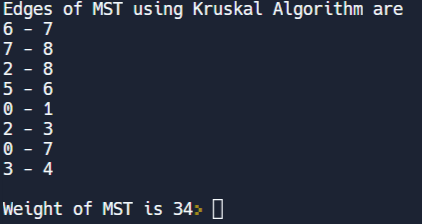 Edges of MST using Kruskal Algorithm are
6 - 7
7 - 8
2 - 8
5 - 6
0 - 1
2 - 3
0 - 7
3 - 4
Weight of MST is 34>